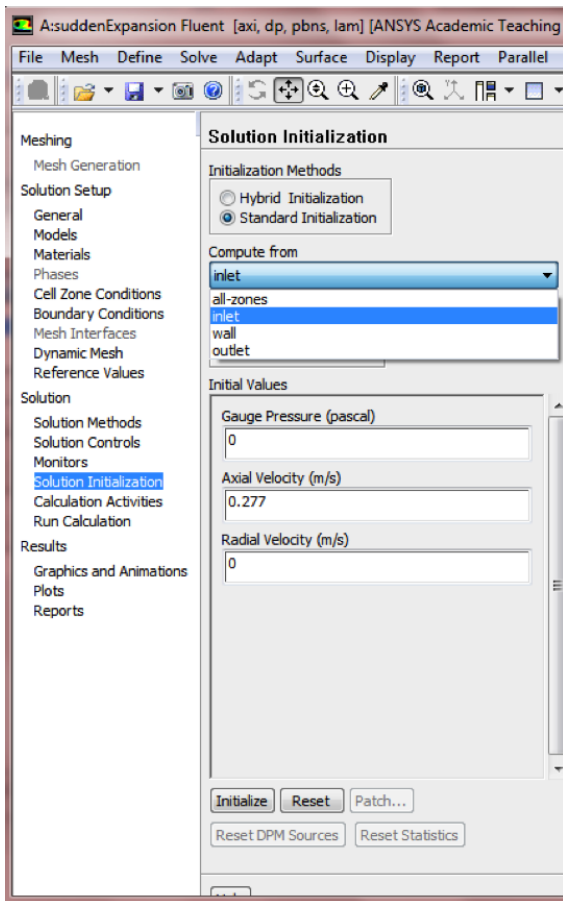 A:suddenExpansion Fluent [axi, dp, pbns, lam] [ANSYS Academic Teaching
File Mesh Define Solve Adapt Surface Display Report Parallel
Meshing
Mesh Generation
Solution Setup
General
Models
Materials
Phases
Cell Zone Conditions
Boundary Conditions
Mesh Interfaces
Dynamic Mesh
Reference Values
Solution
Solution Methods
Solution Controls
Monitors
Solution Initialization
Calculation Activities
Run Calculation
Results
Graphics and Animations
Plots
Reports
Solution Initialization
Initialization Methods
Hybrid Initialization
Standard Initialization
Compute from
inlet
all-zones
inlet
wall
outlet
Initial Values
Gauge Pressure (pascal)
0
Axial Velocity (m/s)
0.277
Radial Velocity (m/s)
0
Initialize Reset Patch...
Reset DPM Sources Reset Statistics